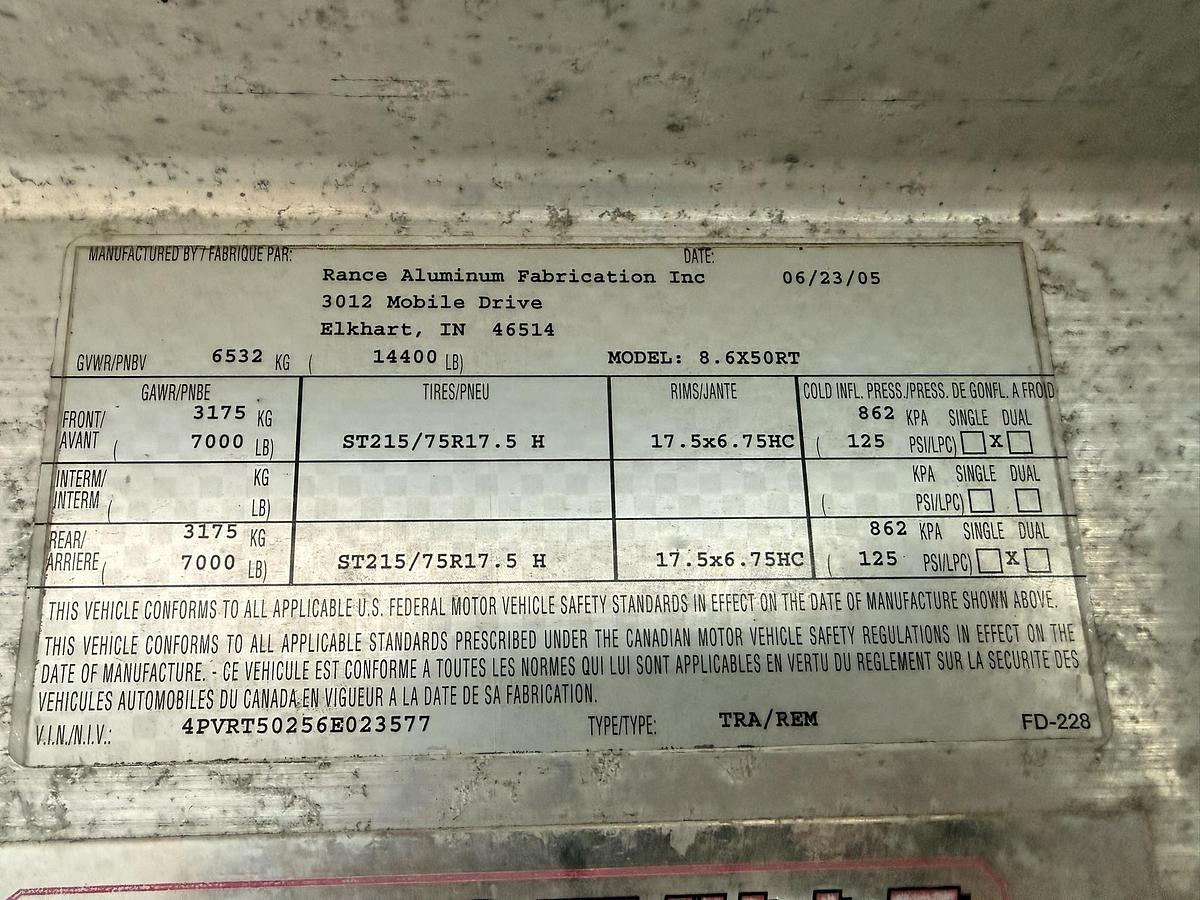 MANUFACTURED BY / FABRIQUE PAR: DATE:
Rance Aluminum Fabrication Inc 06/23/05
3012 Mobile Drive
Elkhart, IN 46514
GVWR/PNBV 6532 KG ( 14400 LB) MODEL: 8.6X50RT
GAWR/PNBE TIRES/PNEU RIMS/JANTE COLD INFL. PRESS./PRESS. DE GONFL. A FROID
FRONT/ 3175 KG 862 KPA SINGLE DUAL
AVANT ( 7000 LB) ST215/75R17.5 H 17.5x6.75HC ( 125 PSI/LPC) X
INTERM/ KG KPA SINGLE DUAL
INTERM ( LB) ( PSI/LPC)
REAR/ 3175 KG 862 KPA SINGLE DUAL
ARRIERE ( 7000 LB) ST215/75R17.5 H 17.5x6.75HC ( 125 PSI/LPC) X
THIS VEHICLE CONFORMS TO ALL APPLICABLE U.S. FEDERAL MOTOR VEHICLE SAFETY STANDARDS IN EFFECT ON THE DATE OF MANUFACTURE SHOWN ABOVE.
THIS VEHICLE CONFORMS TO ALL APPLICABLE STANDARDS PRESCRIBED UNDER THE CANADIAN MOTOR VEHICLE SAFETY REGULATIONS IN EFFECT ON THE
DATE OF MANUFACTURE. - CE VEHICULE EST CONFORME A TOUTES LES NORMES QUI LUI SONT APPLICABLES EN VERTU DU REGLEMENT SUR LA SECURITE DES
VEHICULES AUTOMOBILES DU CANADA EN VIGUEUR A LA DATE DE SA FABRICATION.
V.I.N./N.I.V.: 4PVRT50256E023577 TYPE/TYPE: TRA/REM FD-228